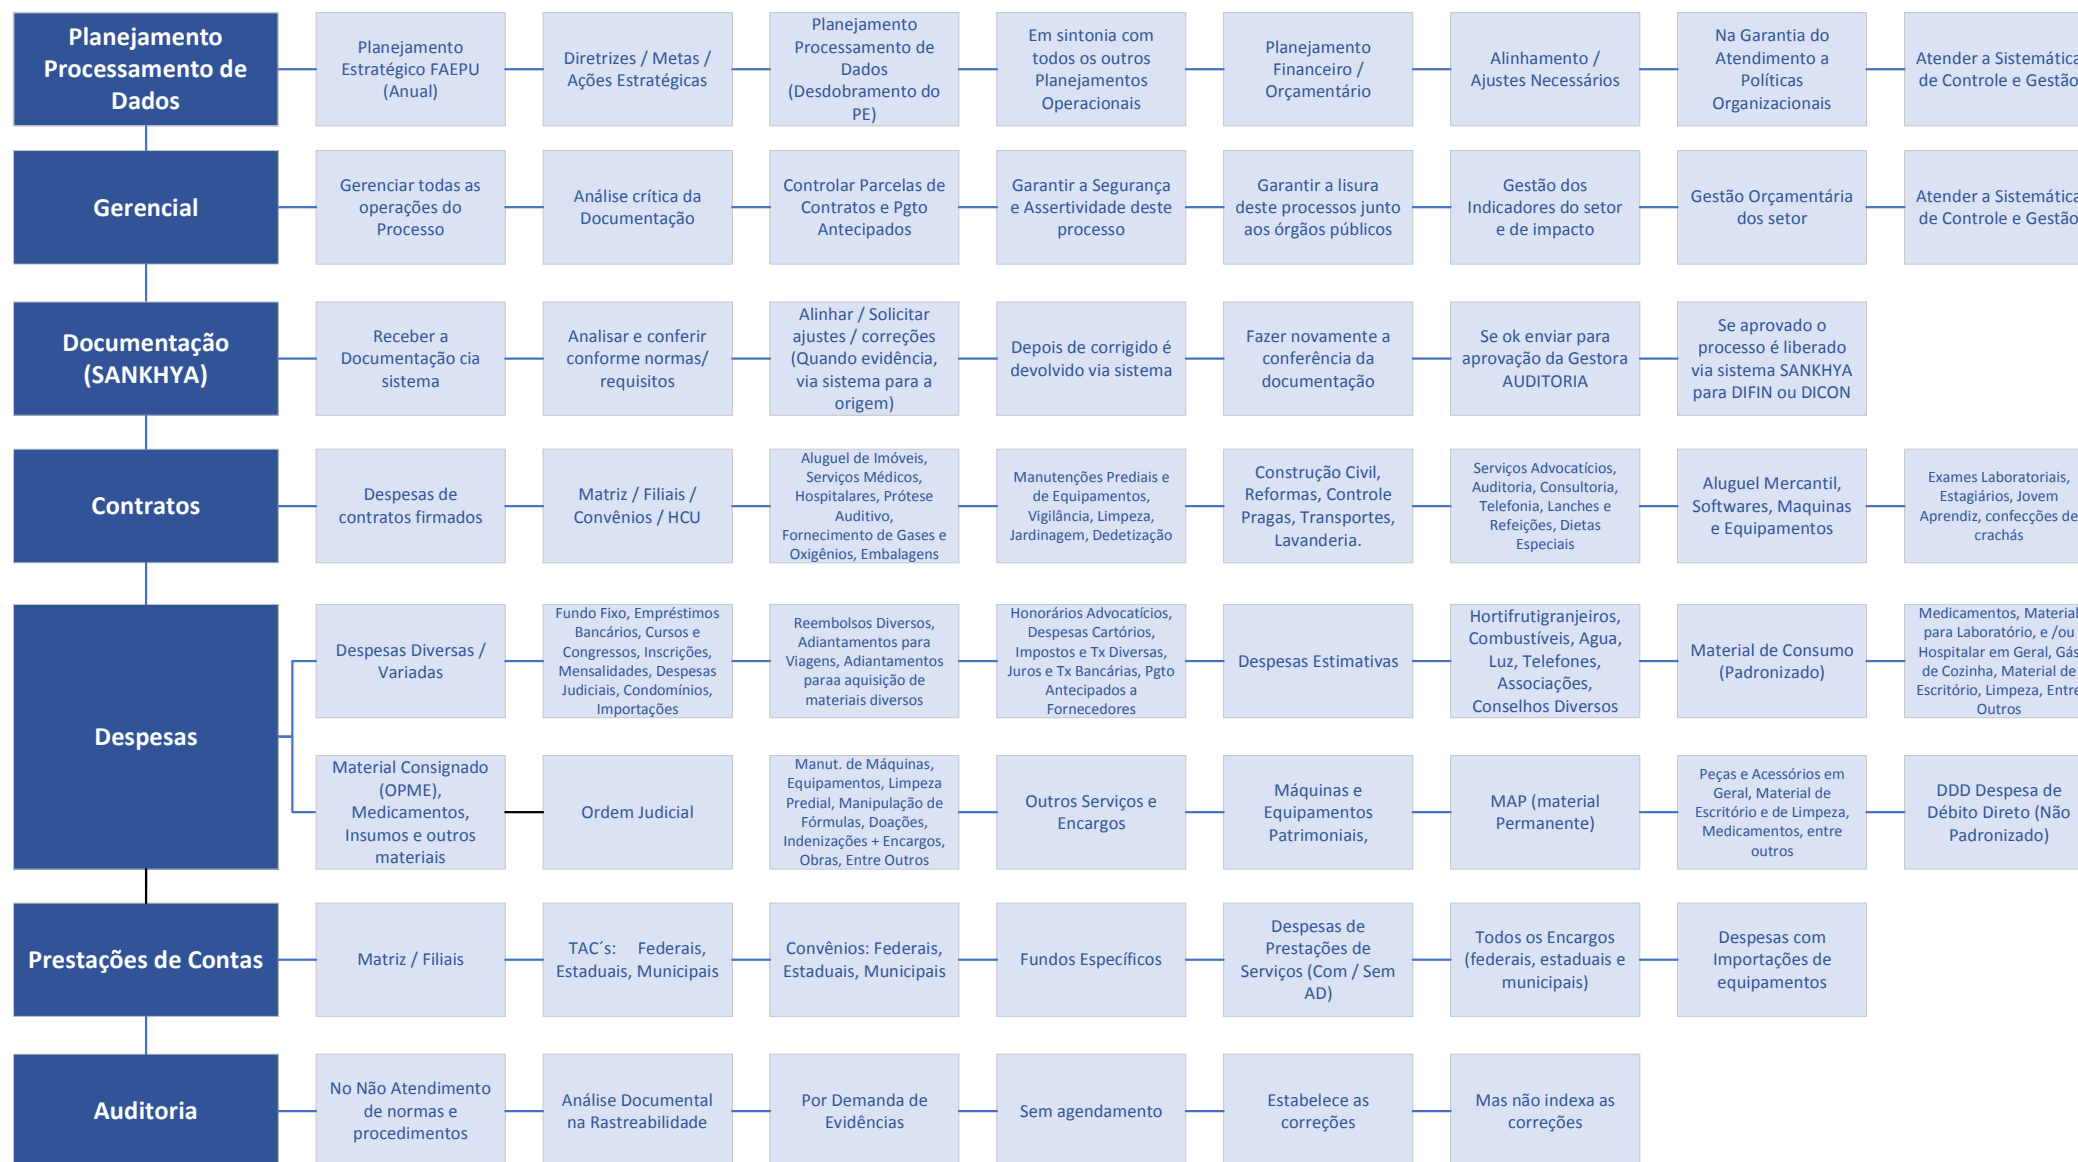 Planejamento
Processamento de
Dados
Planejamento
Estratégico FAEPU
(Anual)
Diretrizes / Metas /
Ações Estratégicas
Planejamento
Processamento de
Dados
(Desdobramento do
PE)
Em sintonia com
todos os outros
Planejamentos
Operacionais
Planejamento
Financeiro /
Orçamentário
Alinhamento /
Ajustes Necessários
Na Garantia do
Atendimento a
Políticas
Organizacionais
Atender a Sistemática
de Controle e Gestão
Gerencial
Gerenciar todas as
operações do
Processo
Análise crítica da
Documentação
Controlar Parcelas de
Contratos e Pgto
Antecipados
Garantir a Segurança
e Assertividade deste
processo
Garantir a lisura
deste processos junto
aos órgãos públicos
Gestão dos
Indicadores do setor
e de impacto
Gestão Orçamentária
dos setor
Atender a Sistemática
de Controle e Gestão
Documentação
(SANKHYA)
Receber a
Documentação cia
sistema
Analisar e conferir
conforme normas/
requisitos
Alinhar / Solicitar
ajustes / correções
(Quando evidência,
via sistema para a
origem)
Depois de corrigido é
devolvido via sistema
Fazer novamente a
conferência da
documentação
Se ok enviar para
aprovação da Gestora
AUDITORIA
Se aprovado o
processo é liberado
via sistema SANKHYA
para DIFIN ou DICON
Contratos
Despesas de
contratos firmados
Matriz / Filiais /
Convênios / HCU
Aluguel de Imóveis,
Serviços Médicos,
Hospitalares, Prótese
Auditivo,
Fornecimento de Gases e
Oxigênios, Embalagens
Manutenções Prediais e
de Equipamentos,
Vigilância, Limpeza,
Jardinagem, Dedetização
Construção Civil,
Reformas, Controle
Pragas, Transportes,
Lavanderia.
Serviços Advocatícios,
Auditoria, Consultoria,
Telefonia, Lanches e
Refeições, Dietas
Especiais
Aluguel Mercantil,
Softwares, Maquinas
e Equipamentos
Exames Laboratoriais,
Estagiários, Jovem
Aprendiz, confecções de
crachás
Despesas
Despesas Diversas /
Variadas
Fundo Fixo, Empréstimos
Bancários, Cursos e
Congressos, Inscrições,
Mensalidades, Despesas
Judiciais, Condomínios,
Importações
Reembolsos Diversos,
Adiantamentos para
Viagens, Adiantamentos
paraa aquisição de
materiais diversos
Honorários Advocatícios,
Despesas Cartórios,
Impostos e Tx Diversas,
Juros e Tx Bancárias, Pgto
Antecipados a
Fornecedores
Despesas Estimativas
Hortifrutigranjeiros,
Combustíveis, Agua,
Luz, Telefones,
Associações,
Conselhos Diversos
Material de Consumo
(Padronizado)
Medicamentos, Material
para Laboratório, e /ou
Hospitalar em Geral, Gás
de Cozinha, Material de
Escritório, Limpeza, Entre
Outros
Material Consignado
(OPME),
Medicamentos,
Insumos e outros
materiais
Ordem Judicial
Manut. de Máquinas,
Equipamentos, Limpeza
Predial, Manipulação de
Fórmulas, Doações,
Indenizações + Encargos,
Obras, Entre Outros
Outros Serviços e
Encargos
Máquinas e
Equipamentos
Patrimoniais,
MAP (material
Permanente)
Peças e Acessórios em
Geral, Material de
Escritório e de Limpeza,
Medicamentos, entre
outros
DDD Despesa de
Débito Direto (Não
Padronizado)
Prestações de Contas
Matriz / Filiais
TAC´s: Federais,
Estaduais, Municipais
Convênios: Federais,
Estaduais, Municipais
Fundos Específicos
Despesas de
Prestações de
Serviços (Com / Sem
AD)
Todos os Encargos
(federais, estaduais e
municipais)
Despesas com
Importações de
equipamentos
Auditoria
No Não Atendimento
de normas e
procedimentos
Análise Documental
na Rastreabilidade
Por Demanda de
Evidências
Sem agendamento
Estabelece as
correções
Mas não indexa as
correções